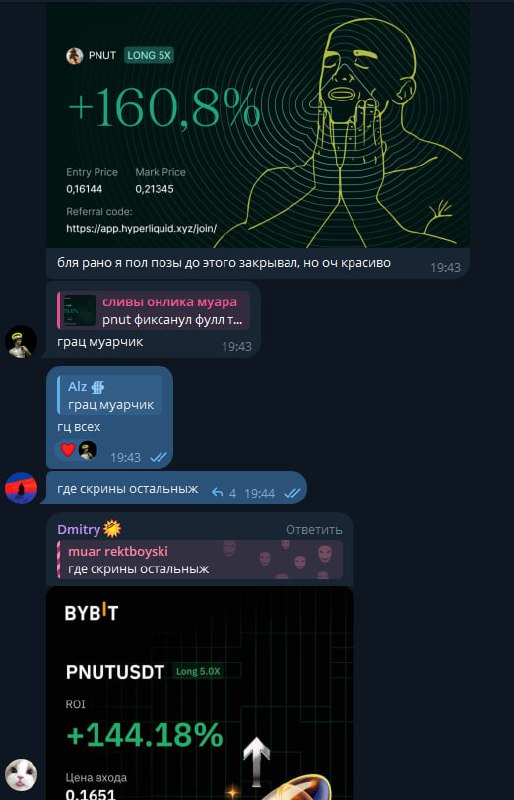 PNUT LONG 5X
+160,8%
Entry Price Mark Price
0,16144 0,21345
Referral code:
https://app.hyperliquid.xyz/join/
бля рано я пол позы до этого закрывал, но оч красиво
19:43
сливы онлика муара
pnut фиксанул фулл т...
грац муарчик
19:43
Alz
грац муарчик
гц всех
19:43
где скрины остальныж 4 19:44
Dmitry Ответить
muar rektboyski
где скрины остальныж
BYBIT
PNUTUSDT Long 5.0X
ROI
+144.18%
Цена входа
0.1651